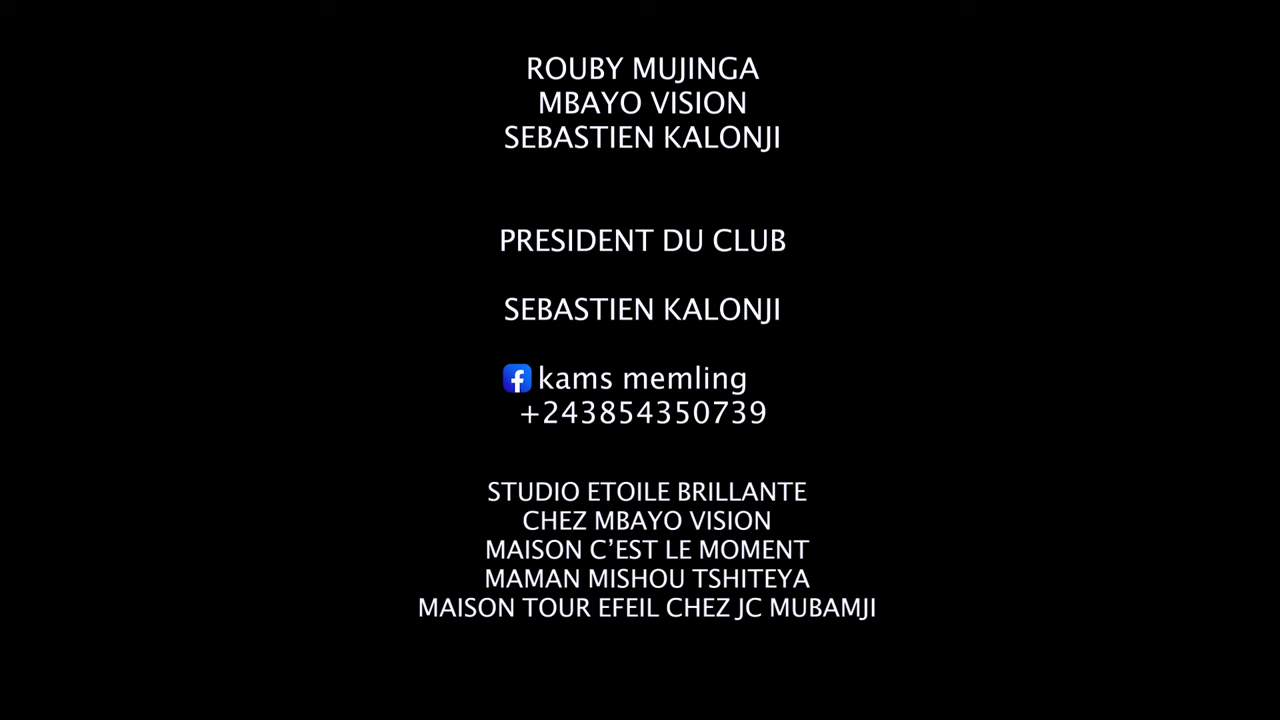 ROUBY MUJINGA
MBAYO VISION
SEBASTIEN KALONJI
PRESIDENT DU CLUB
SEBASTIEN KALONJI
kams memling
+243854350739
STUDIO ETOILE BRILLANTE
CHEZ MBAYO VISION
MAISON C’EST LE MOMENT
MAMAN MISHOU TSHITEYA
MAISON TOUR EFEIL CHEZ JC MUBAMJI